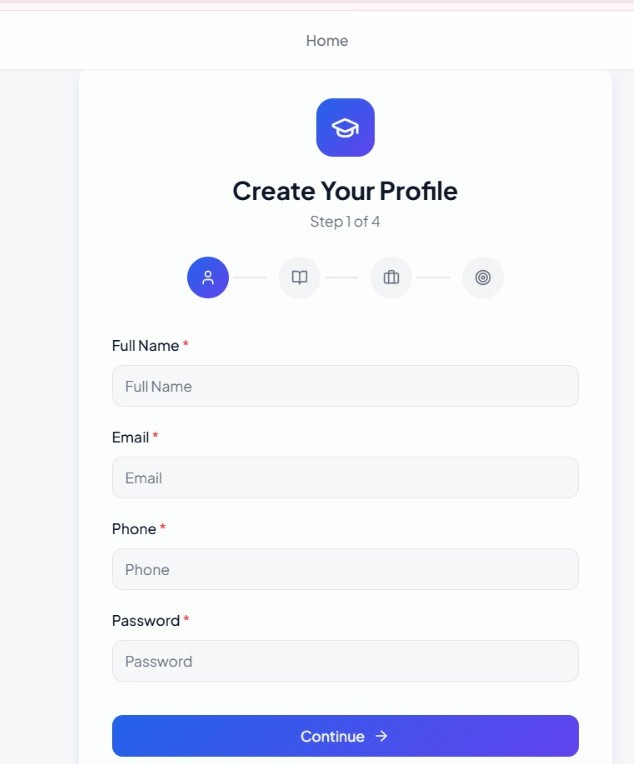 Home
Create Your Profile
Step 1 of 4
Full Name *
Full Name
Email *
Email
Phone *
Phone
Password *
Password
Continue →